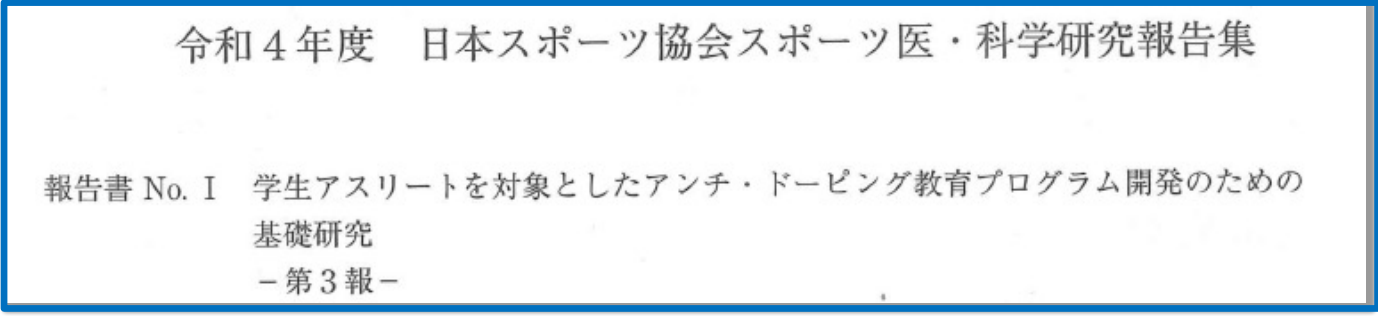 令和４年度　日本スポーツ協会スポーツ医・科学研究報告集
報告書 No. Ⅰ　学生アスリートを対象としたアンチ・ドーピング教育プログラム開発のための
基礎研究
－第３報－